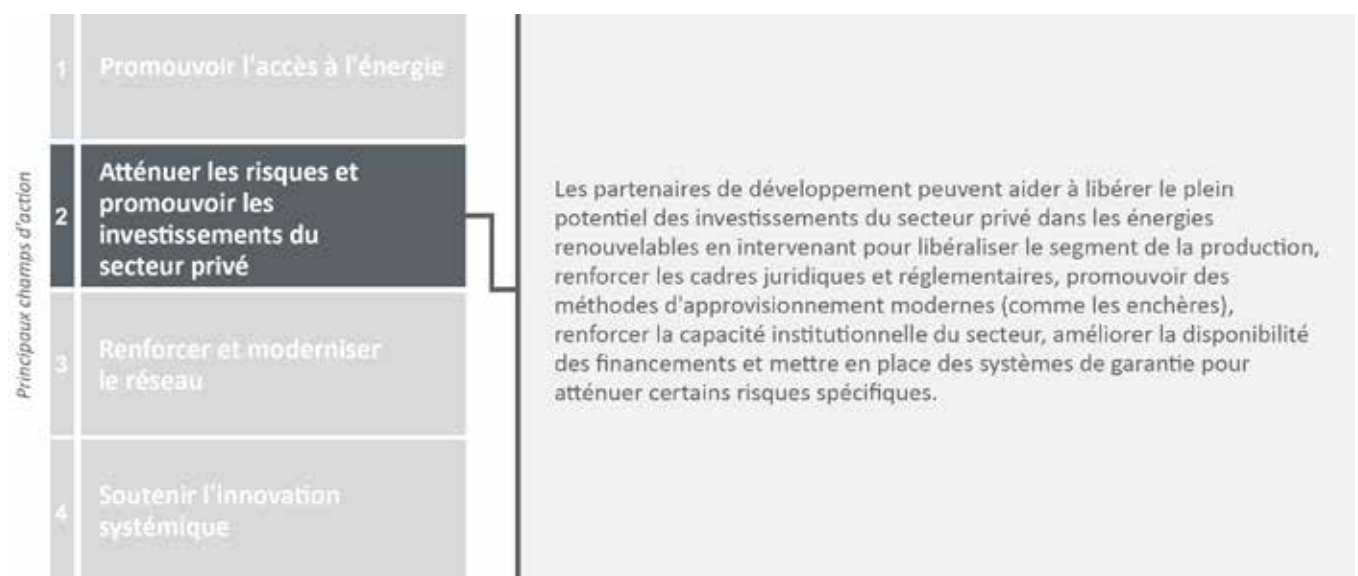 Principaux champs d'action
1
Promouvoir l'accès à l'énergie
2
Atténuer les risques et
promouvoir les
investissements du
secteur privé
3
Renforcer et moderniser
le réseau
4
Soutenir l'innovation
systémique
Les partenaires de développement peuvent aider à libérer le plein
potentiel des investissements du secteur privé dans les énergies
renouvelables en intervenant pour libéraliser le segment de la production,
renforcer les cadres juridiques et réglementaires, promouvoir des
méthodes d'approvisionnement modernes (comme les enchères),
renforcer la capacité institutionnelle du secteur, améliorer la disponibilité
des financements et mettre en place des systèmes de garantie pour
atténuer certains risques spécifiques.